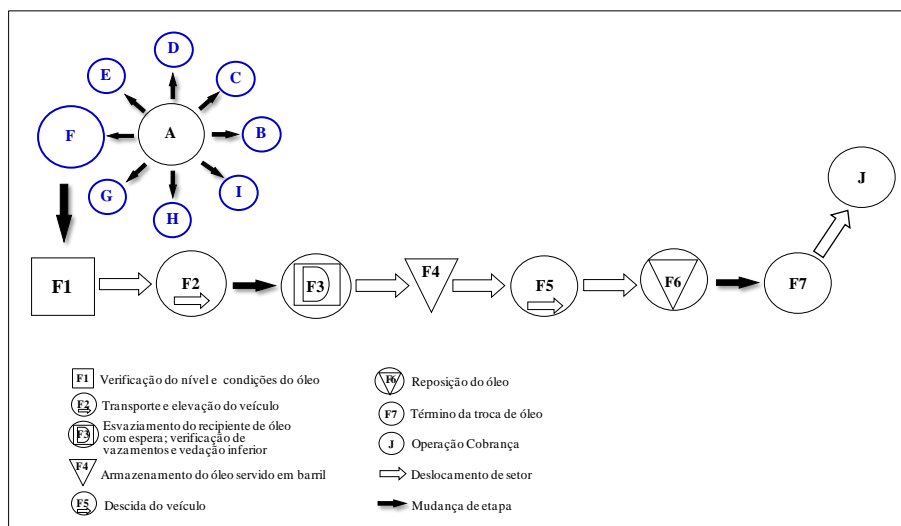 D
E
C
F
A
B
G
I
H
J
F1
F2
F3
F4
F5
F6
F7
F1 Verificação do nível e condições do óleo
F2 Transporte e elevação do veículo
F3 Esvaziamento do recipiente de óleo
com espera; verificação de
vazamentos e vedação inferior
F4 Armazenamento do óleo servido em barril
F5 Descida do veículo
F6 Reposição do óleo
F7 Término da troca de óleo
J Operação Cobrança
Deslocamento de setor
Mudança de etapa